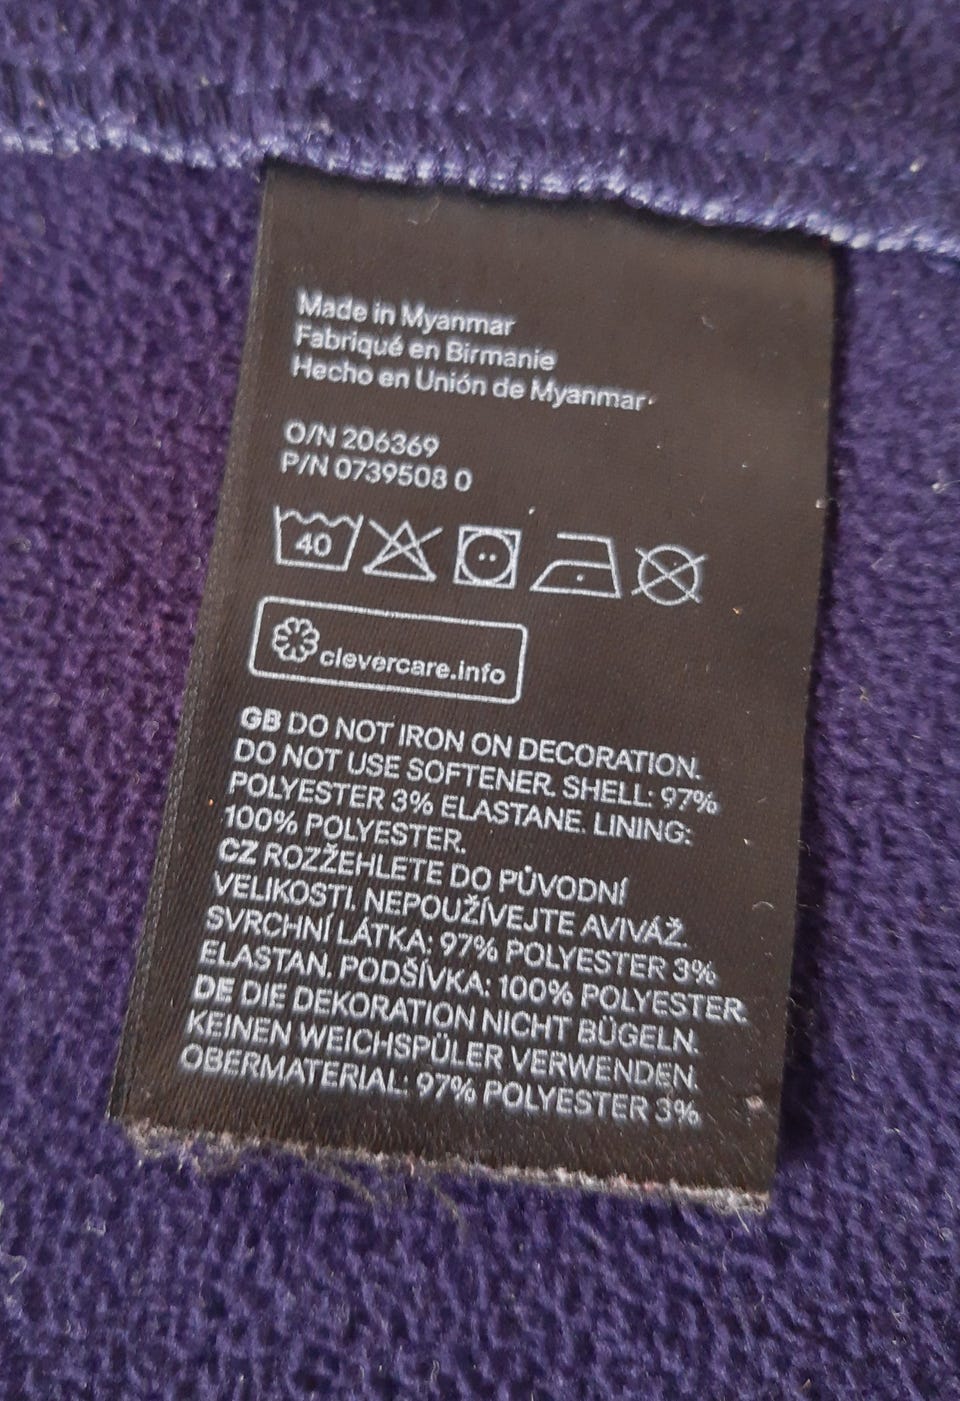 Made in Myanmar
Fabriqué en Birmanie
Hecho en Unión de Myanmar
O/N 206369
P/N 0739508 0
40
clevercare.info
GB DO NOT IRON ON DECORATION.
DO NOT USE SOFTENER. SHELL: 97%
POLYESTER 3% ELASTANE. LINING:
100% POLYESTER.
CZ ROZŽEHLETE DO PŮVODNÍ
VELIKOSTI. NEPOUŽÍVEJTE AVIVÁŽ.
SVRCHNÍ LÁTKA: 97% POLYESTER 3%
ELASTAN. PODŠÍVKA: 100% POLYESTER.
DE DIE DEKORATION NICHT BÜGELN.
KEINEN WEICHSPÜLER VERWENDEN.
OBERMATERIAL: 97% POLYESTER 3%